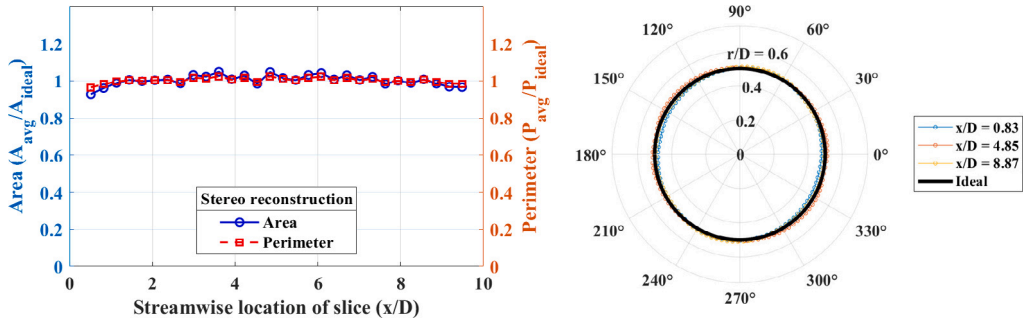 1.2
1
0.8
0.6
0.4
0.2
0
Area (A_avg/A_ideal)
0 2 4 6 8 10
Streamwise location of slice (x/D)
Stereo reconstruction
Area
Perimeter
1.2
1
0.8
0.6
0.4
0.2
0
Perimeter (P_avg/P_ideal)
90°
120° 60°
r/D = 0.6
150° 30°
0.4
0.2
180° 0 0°
210° 330°
240° 300°
270°
x/D = 0.83
x/D = 4.85
x/D = 8.87
Ideal